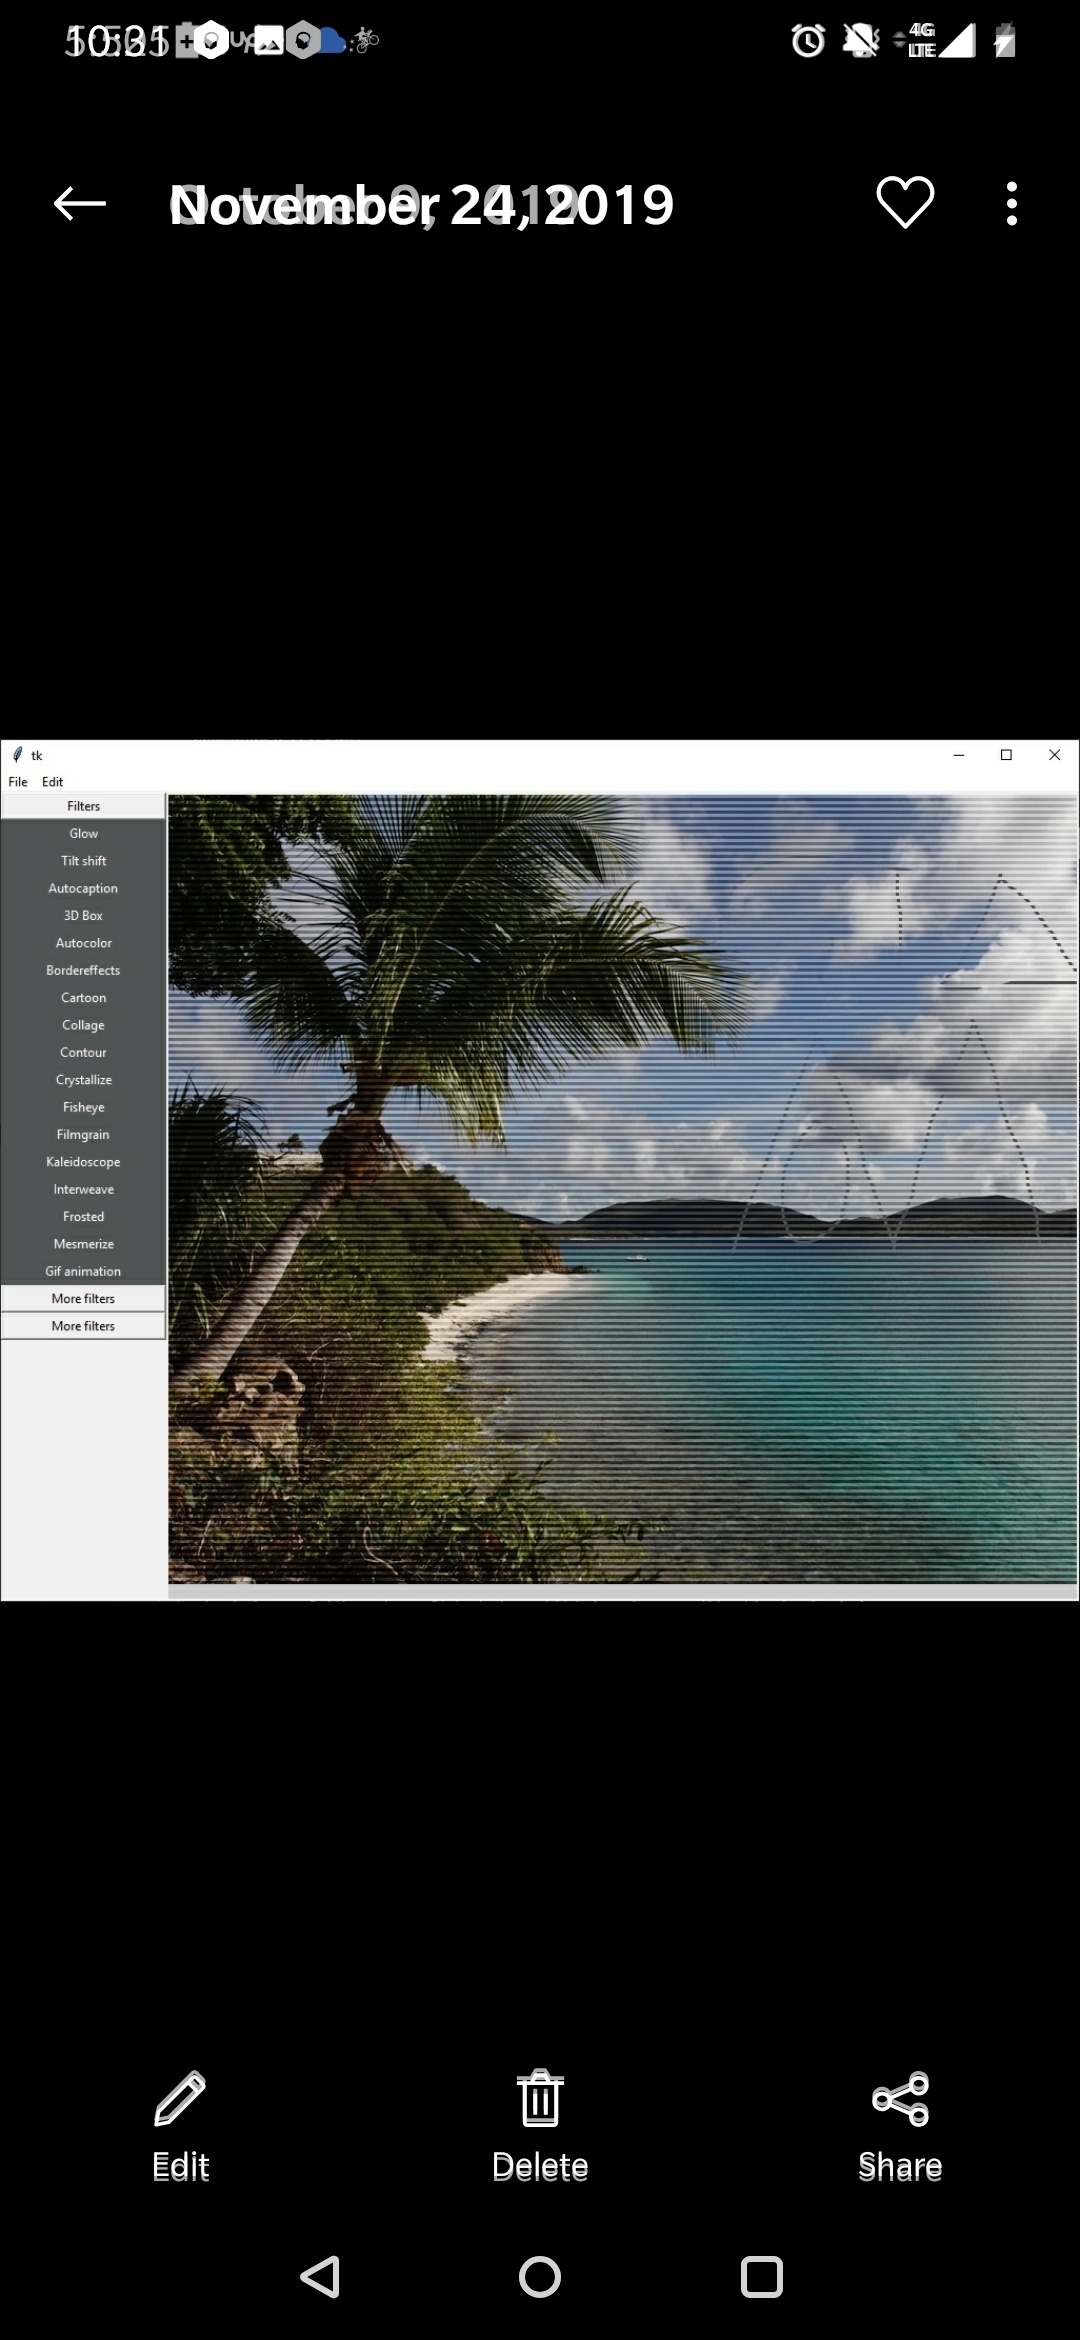 10:31
4G
LTE
November 24, 2019
tk
File Edit
Filters
Glow
Tilt shift
Autocaption
3D Box
Autocolor
Bordereffects
Cartoon
Collage
Contour
Crystallize
Fisheye
Filmgrain
Kaleidoscope
Interweave
Frosted
Mesmerize
Gif animation
More filters
More filters
Edit Delete Share